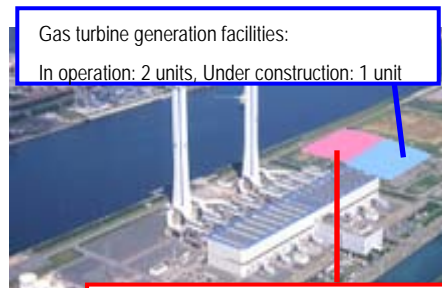 Gas turbine generation facilities:
In operation: 2 units, Under construction: 1 unit